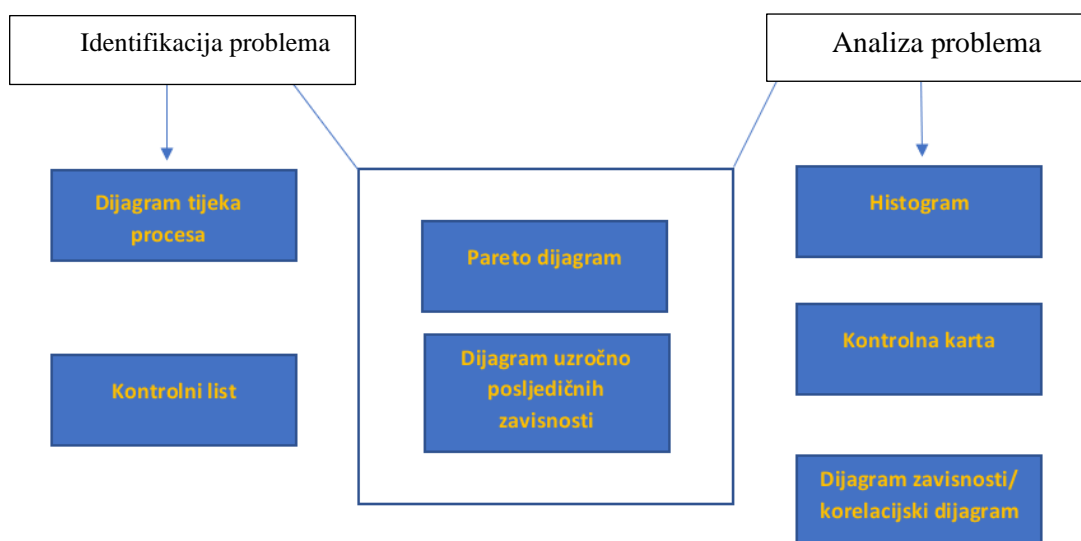 Identifikacija problema
Analiza problema
Dijagram tijeka
procesa
Kontrolni list
Pareto dijagram
Dijagram uzročno
posljedičnih
zavisnosti
Histogram
Kontrolna karta
Dijagram zavisnosti/
korelacijski dijagram